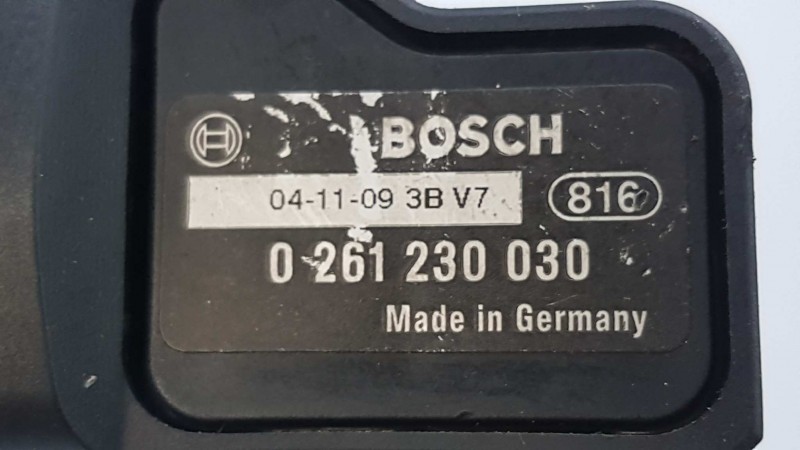 BOSCH
04-11-09 3B V7 816
0 261 230 030
Made in Germany